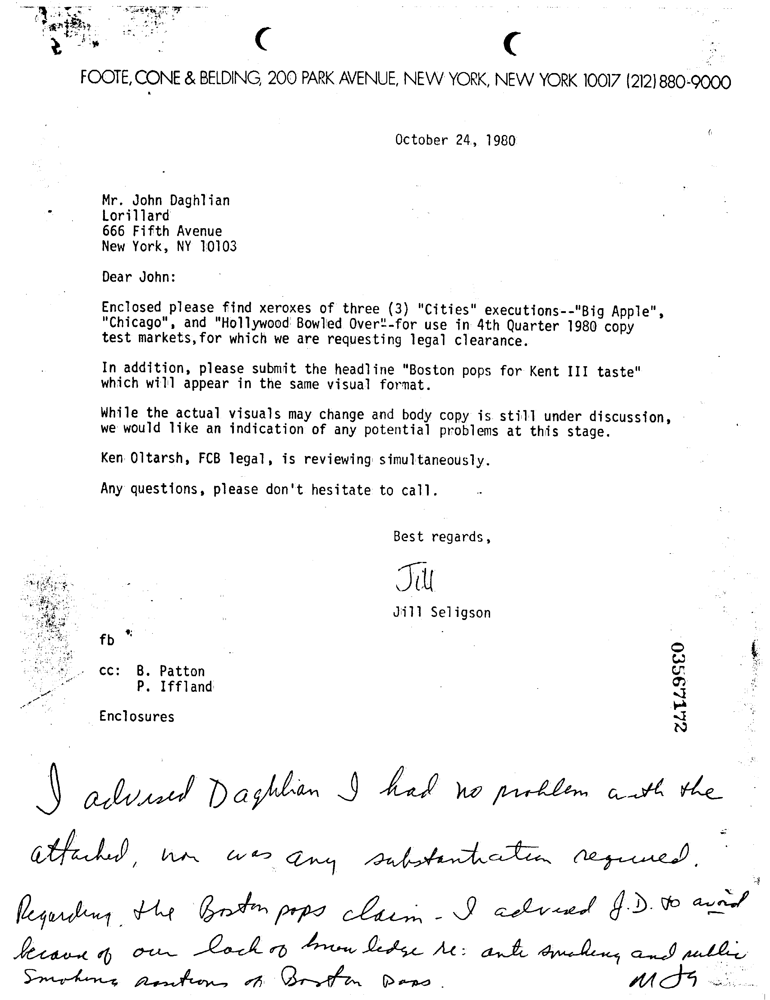 FOOTE, CONE & BELDING, 200 PARK AVENUE, NEW YORK, NEW YORK 10017 (212) 880-9000
October 24, 1980
Mr. John Daghlian
Lorillard
666 Fifth Avenue
New York, NY 10103
Dear John:
Enclosed please find xeroxes of three (3) "Cities" executions--"Big Apple",
"Chicago", and "Hollywood Bowled Over"--for use in 4th Quarter 1980 copy
test markets, for which we are requesting legal clearance.
In addition, please submit the headline "Boston pops for Kent III taste"
which will appear in the same visual format.
While the actual visuals may change and body copy is still under discussion,
we would like an indication of any potential problems at this stage.
Ken Oltarsh, FCB legal, is reviewing simultaneously.
Any questions, please don't hesitate to call.
Best regards,
Jill
Jill Seligson
fb
cc: B. Patton
P. Iffland
Enclosures
03567172
I advised Daghlian I had no problem with the
attached, nor was any substantiation required.
Regarding the Boston pops claim - I advised J.D. to avoid
because of our lack of knowledge re: anti smoking and public
smoking positions of Boston Pops.